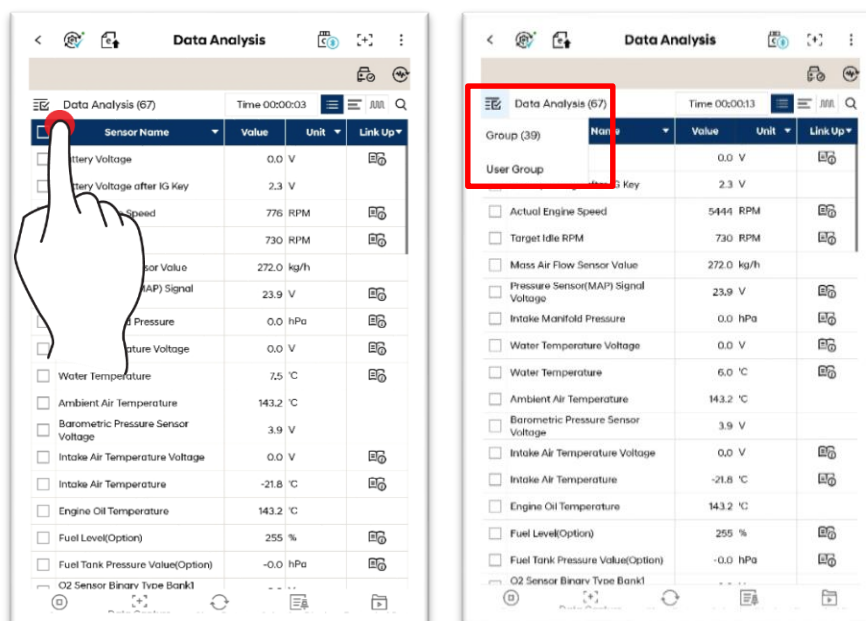 Data Analysis
Data Analysis (67)
Time 00:00:03
Sensor Name
Value
Unit
Link Up
Battery Voltage
0.0 V
Battery Voltage after IG Key
2.3 V
Speed
776 RPM
730 RPM
sor Value
272.0 kg/h
MAP) Signal
23.9 V
d Pressure
0.0 hPa
ature Voltage
0.0 V
Water Temperature
7.5 °C
Ambient Air Temperature
143.2 °C
Barometric Pressure Sensor
Voltage
3.9 V
Intake Air Temperature Voltage
0.0 V
Intake Air Temperature
-21.8 °C
Engine Oil Temperature
143.2 °C
Fuel Level(Option)
255 %
Fuel Tank Pressure Value(Option)
-0.0 hPa
O2 Sensor Binary Type Bank1
Data Analysis
Data Analysis (67)
Time 00:00:13
Group (39)
User Group
Name
Value
Unit
Link Up
0.0 V
after IG Key
2.3 V
Actual Engine Speed
5444 RPM
Target Idle RPM
730 RPM
Mass Air Flow Sensor Value
272.0 kg/h
Pressure Sensor(MAP) Signal
Voltage
23.9 V
Intake Manifold Pressure
0.0 hPa
Water Temperature Voltage
0.0 V
Water Temperature
6.0 °C
Ambient Air Temperature
143.2 °C
Barometric Pressure Sensor
Voltage
3.9 V
Intake Air Temperature Voltage
0.0 V
Intake Air Temperature
-21.8 °C
Engine Oil Temperature
143.2 °C
Fuel Level(Option)
255 %
Fuel Tank Pressure Value(Option)
-0.0 hPa
O2 Sensor Binary Type Bank1